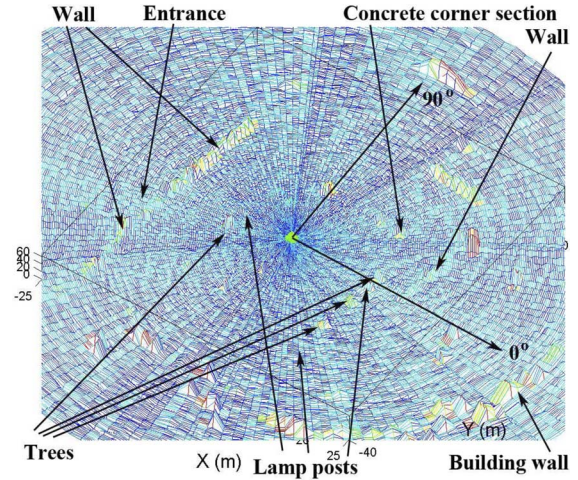 Wall
Entrance
Concrete corner section
Wall
90°
60
40
20
0
-25
0°
Trees
X (m)
Lamp posts
25
-40
Y (m)
Building wall